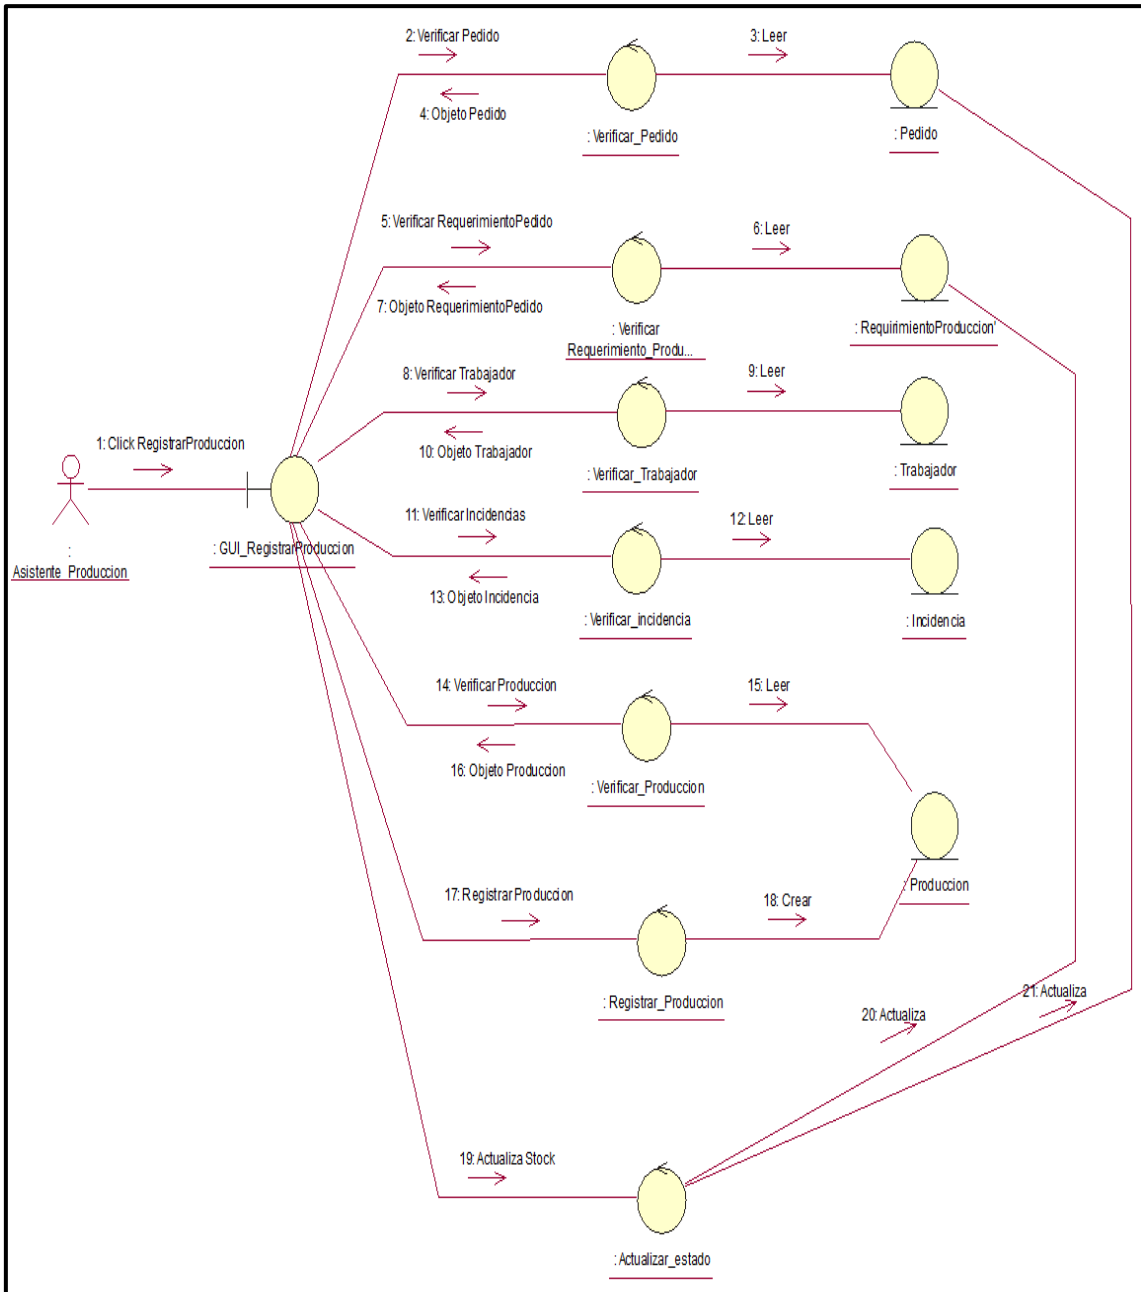 2: Verificar Pedido
3: Leer
4: Objeto Pedido
: Verificar_Pedido
: Pedido
5: Verificar RequerimientoPedido
6: Leer
7: Objeto RequerimientoPedido
: Verificar
Requerimiento_Produ...
: RequirimientoProduccion'
8: Verificar Trabajador
9: Leer
10: Objeto Trabajador
: Verificar_Trabajador
: Trabajador
1: Click RegistrarProduccion
:
Asistente_Produccion
: GUI_RegistrarProduccion
11: Verificar Incidencias
12: Leer
13: Objeto Incidencia
: Verificar_incidencia
: Incidencia
14: Verificar Produccion
15: Leer
16: Objeto Produccion
: Verificar_Produccion
: Produccion
17: Registrar Produccion
18: Crear
: Registrar_Produccion
20: Actualiza
21: Actualiza
19: Actualiza Stock
: Actualizar_estado